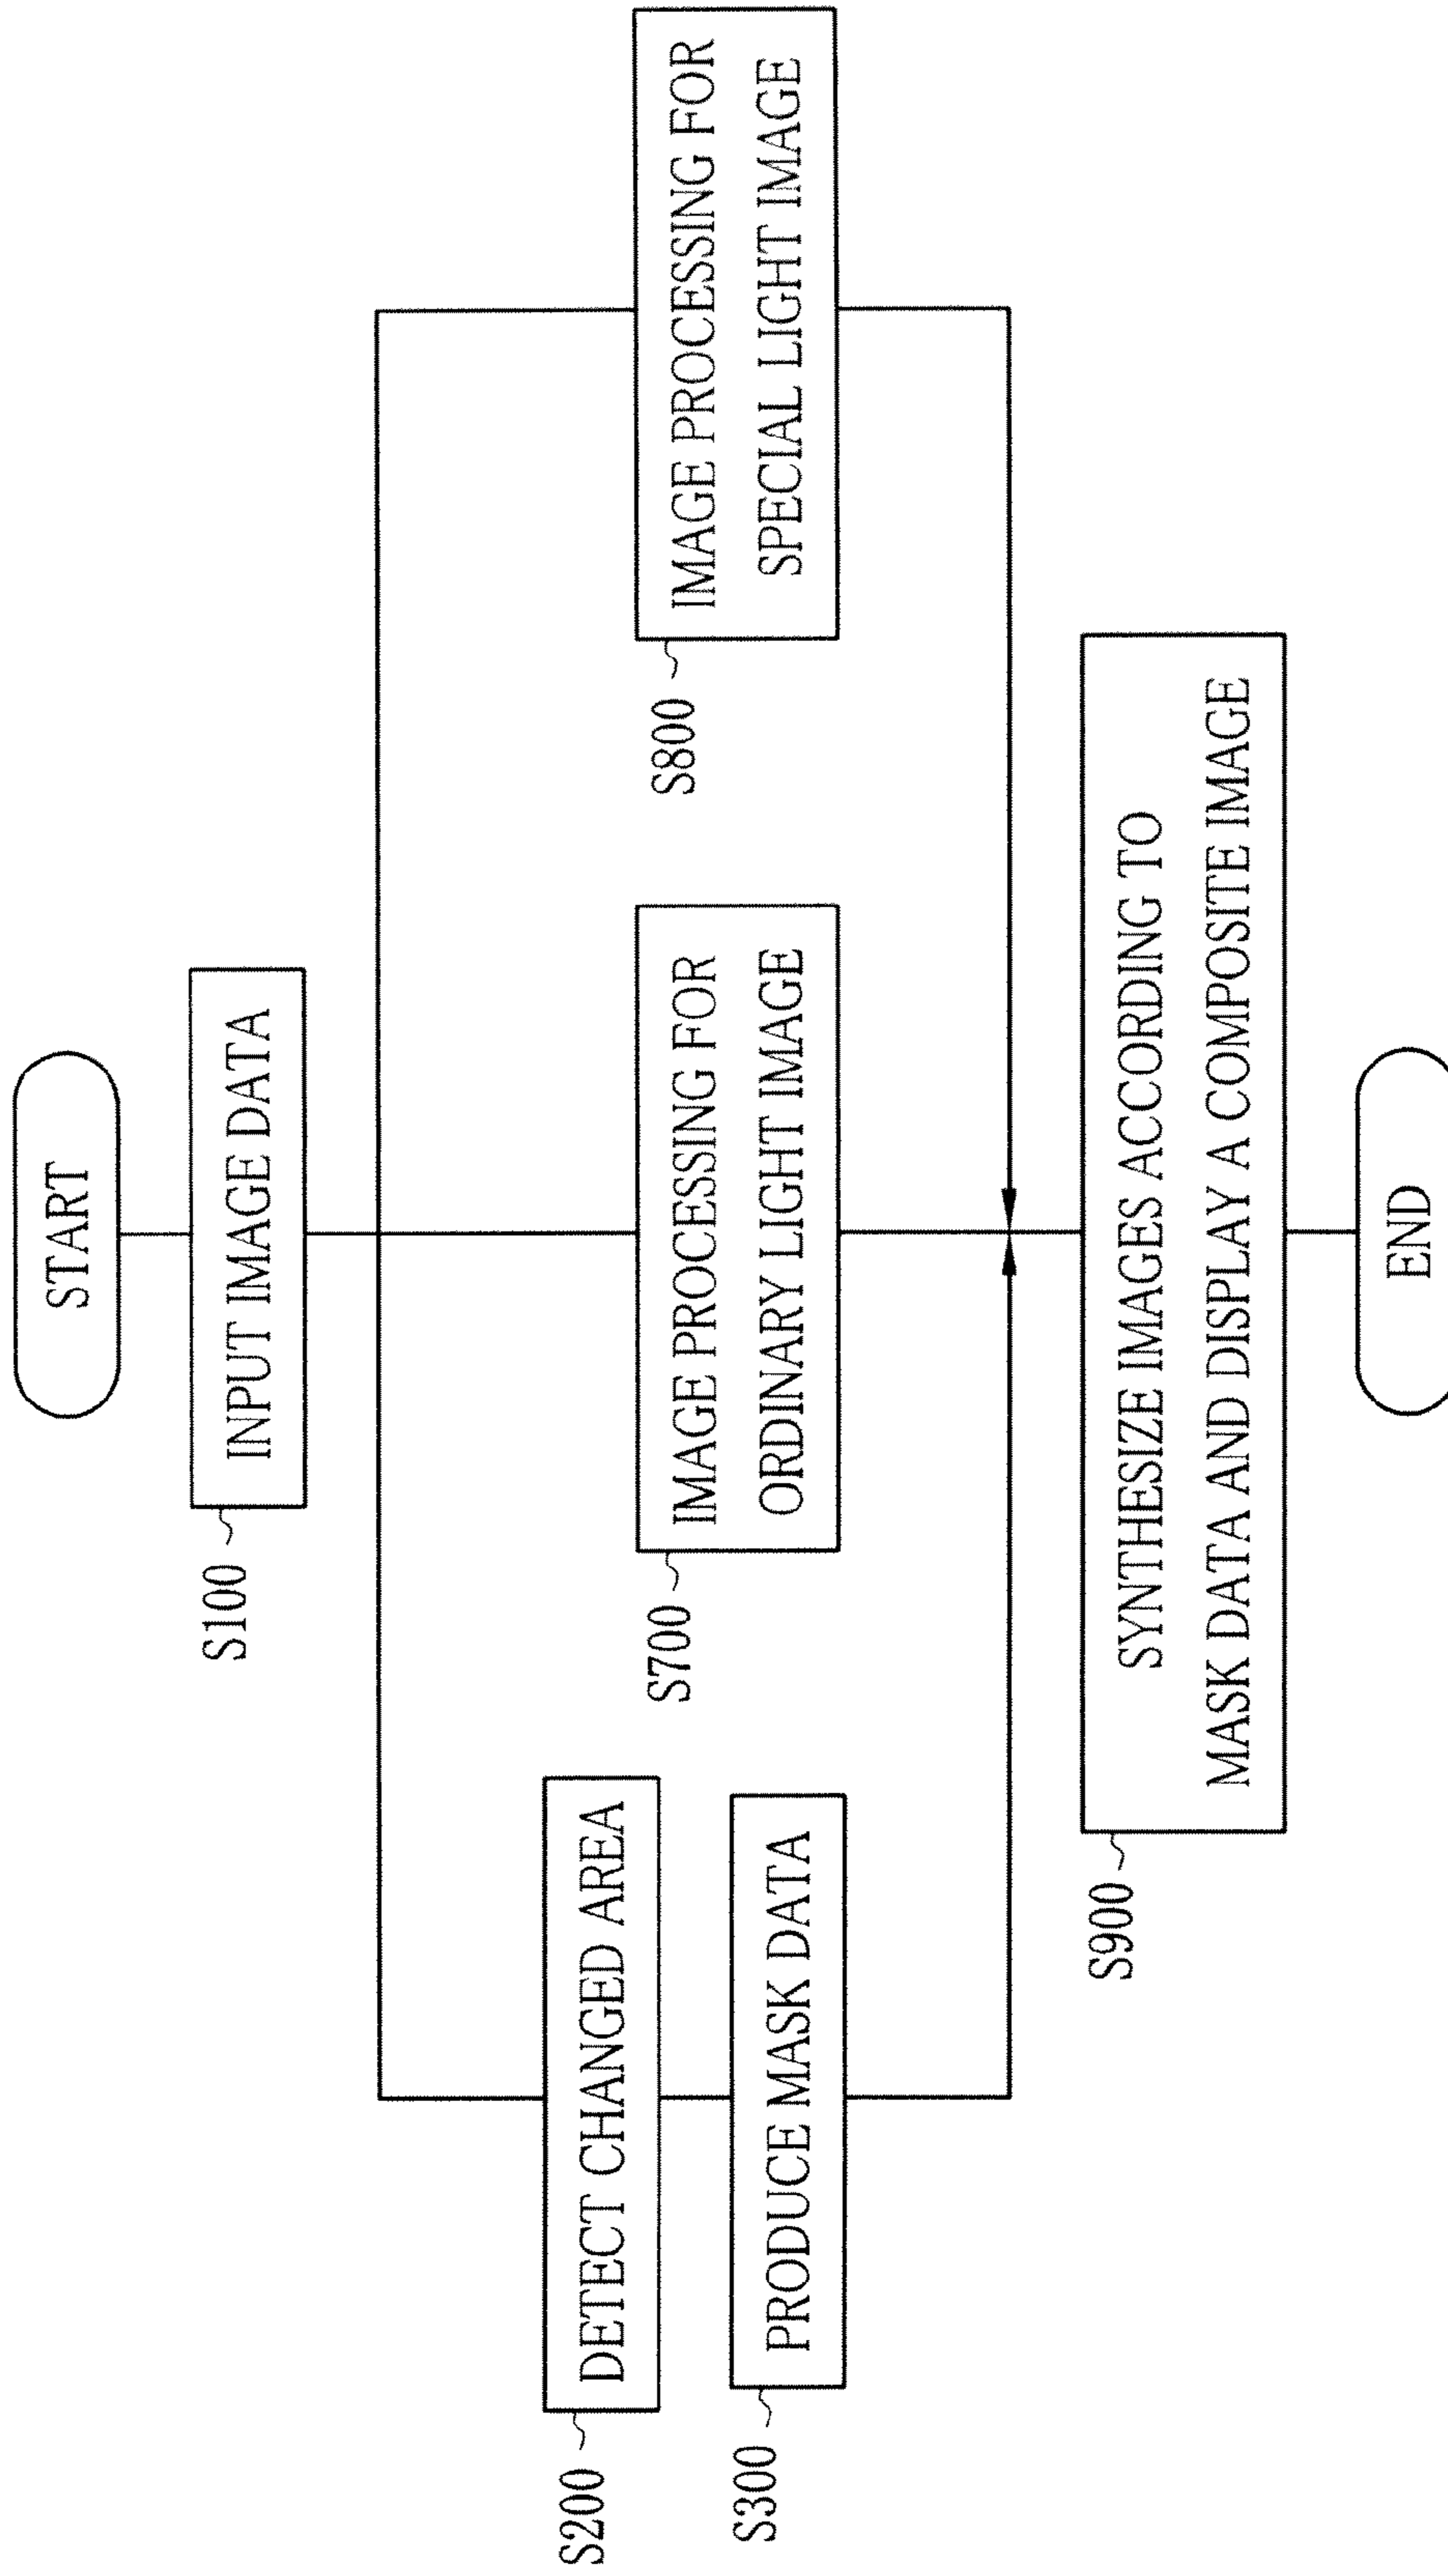 START
S100
INPUT IMAGE DATA
S200
DETECT CHANGED AREA
S300
PRODUCE MASK DATA
S700
IMAGE PROCESSING FOR
ORDINARY LIGHT IMAGE
S800
IMAGE PROCESSING FOR
SPECIAL LIGHT IMAGE
S900
SYNTHESIZE IMAGES ACCORDING TO
MASK DATA AND DISPLAY A COMPOSITE IMAGE
END